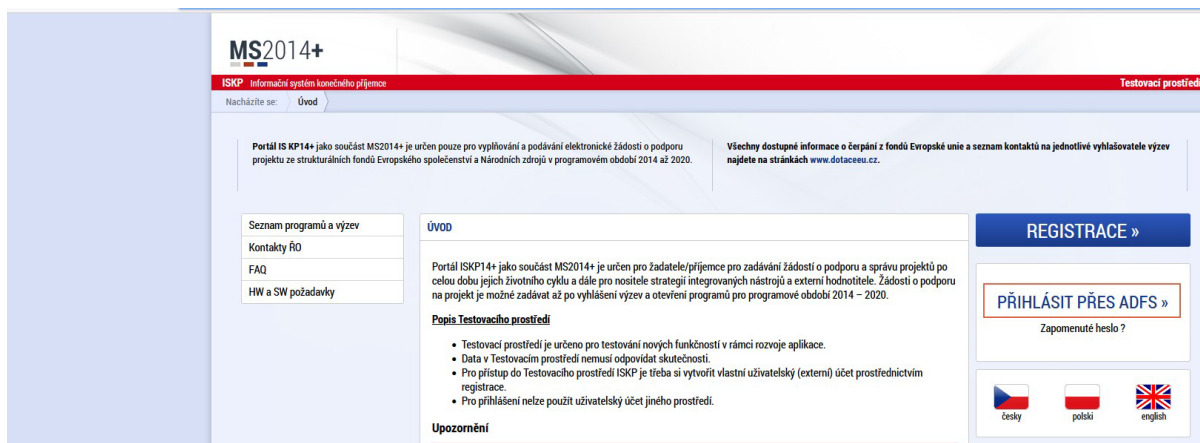 MS2014+
ISKP Informační systém konečného příjemce
Testovací prostředí
Nacházíte se: Úvod
Portál IS KP14+ jako součást MS2014+ je určen pouze pro vyplňování a podávání elektronické žádosti o podporu
projektu ze strukturálních fondů Evropského společenství a Národních zdrojů v programovém období 2014 až 2020.
Všechny dostupné informace o čerpání z fondů Evropské unie a seznam kontaktů na jednotlivé vyhlašovatele výzev
najdete na stránkách www.dotaceeu.cz.
Seznam programů a výzev
Kontakty ŘO
FAQ
HW a SW požadavky
ÚVOD
Portál ISKP14+ jako součást MS2014+ je určen pro žadatele/příjemce pro zadávání žádostí o podporu a správu projektů po
celou dobu jejich životního cyklu a dále pro nositele strategií integrovaných nástrojů a externí hodnotitele. Žádosti o podporu
na projekt je možné zadávat až po vyhlášení výzev a otevření programů pro programové období 2014 – 2020.
Popis Testovacího prostředí
• Testovací prostředí je určeno pro testování nových funkčností v rámci rozvoje aplikace.
• Data v Testovacím prostředí nemusí odpovídat skutečnosti.
• Pro přístup do Testovacího prostředí ISKP je třeba si vytvořit vlastní uživatelský (externí) účet prostřednictvím
registrace.
• Pro přihlášení nelze použít uživatelský účet jiného prostředí.
Upozornění
REGISTRACE »
PŘIHLÁSIT PŘES ADFS »
Zapomenuté heslo ?
česky polski english